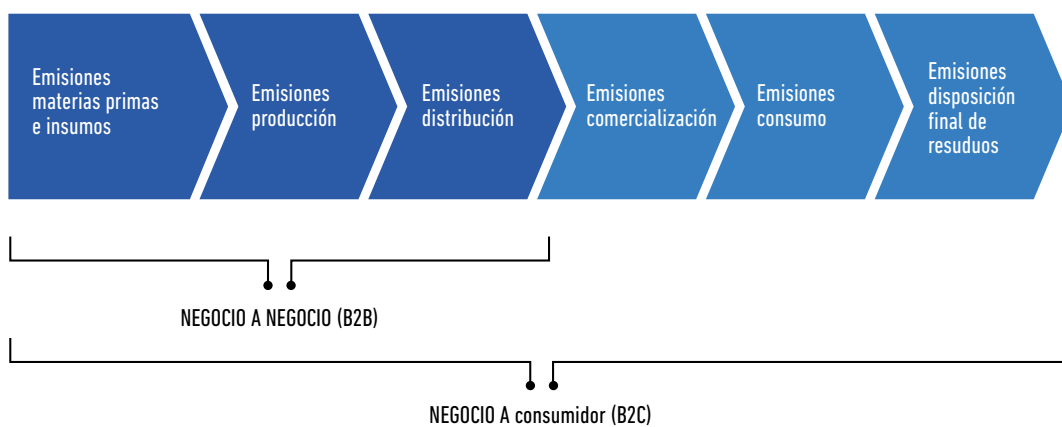 Emisiones
materias primas
e insumos
Emisiones
producción
Emisiones
distribución
Emisiones
comercialización
Emisiones
consumo
Emisiones
disposición
final de
resuduos
NEGOCIO A NEGOCIO (B2B)
NEGOCIO A consumidor (B2C)